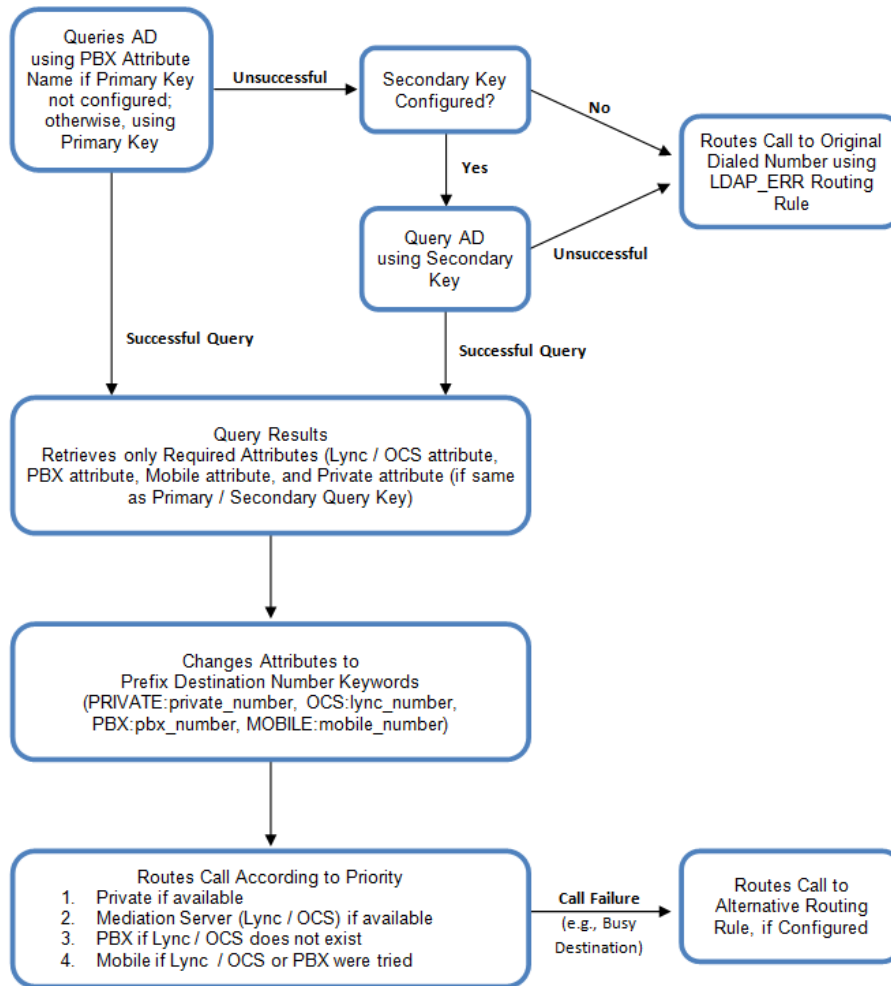 Queries AD
using PBX Attribute
Name if Primary Key
not configured;
otherwise, using
Primary Key
Unsuccessful
Secondary Key
Configured?
No
Routes Call to Original
Dialed Number using
LDAP_ERR Routing
Rule
Yes
Query AD
using Secondary
Key
Unsuccessful
Successful Query
Successful Query
Query Results
Retrieves only Required Attributes (Lync / OCS attribute,
PBX attribute, Mobile attribute, and Private attribute (if same
as Primary / Secondary Query Key)
Changes Attributes to
Prefix Destination Number Keywords
(PRIVATE:private_number, OCS:lync_number,
PBX:pbx_number, MOBILE:mobile_number)
Routes Call According to Priority
1. Private if available
2. Mediation Server (Lync / OCS) if available
3. PBX if Lync / OCS does not exist
4. Mobile if Lync / OCS or PBX were tried
Call Failure
(e.g., Busy
Destination)
Routes Call to
Alternative Routing
Rule, if Configured